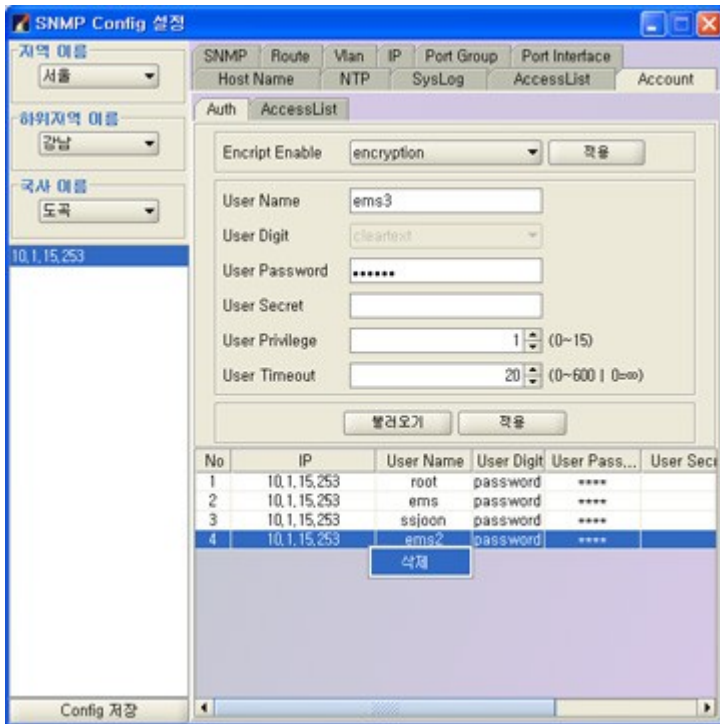 SNMP Config 설정
지역 이름
서울
하위지역 이름
강남
국사 이름
도곡
10,1,15,253
Config 저장
SNMP Route Vlan IP Port Group Port Interface
Host Name NTP SysLog AccessList Account
Auth AccessList
Encript Enable encryption 적용
User Name ems3
User Digit cleartext
User Password ••••••
User Secret
User Privilege 1 (0~15)
User Timeout 20 (0~600 | 0=∞)
불러오기 적용
No IP User Name User Digit User Pass... User Secr
1 10,1,15,253 root password ****
2 10,1,15,253 ems password ****
3 10,1,15,253 ssjoon password ****
4 10,1,15,253 ems2 password ****
삭제